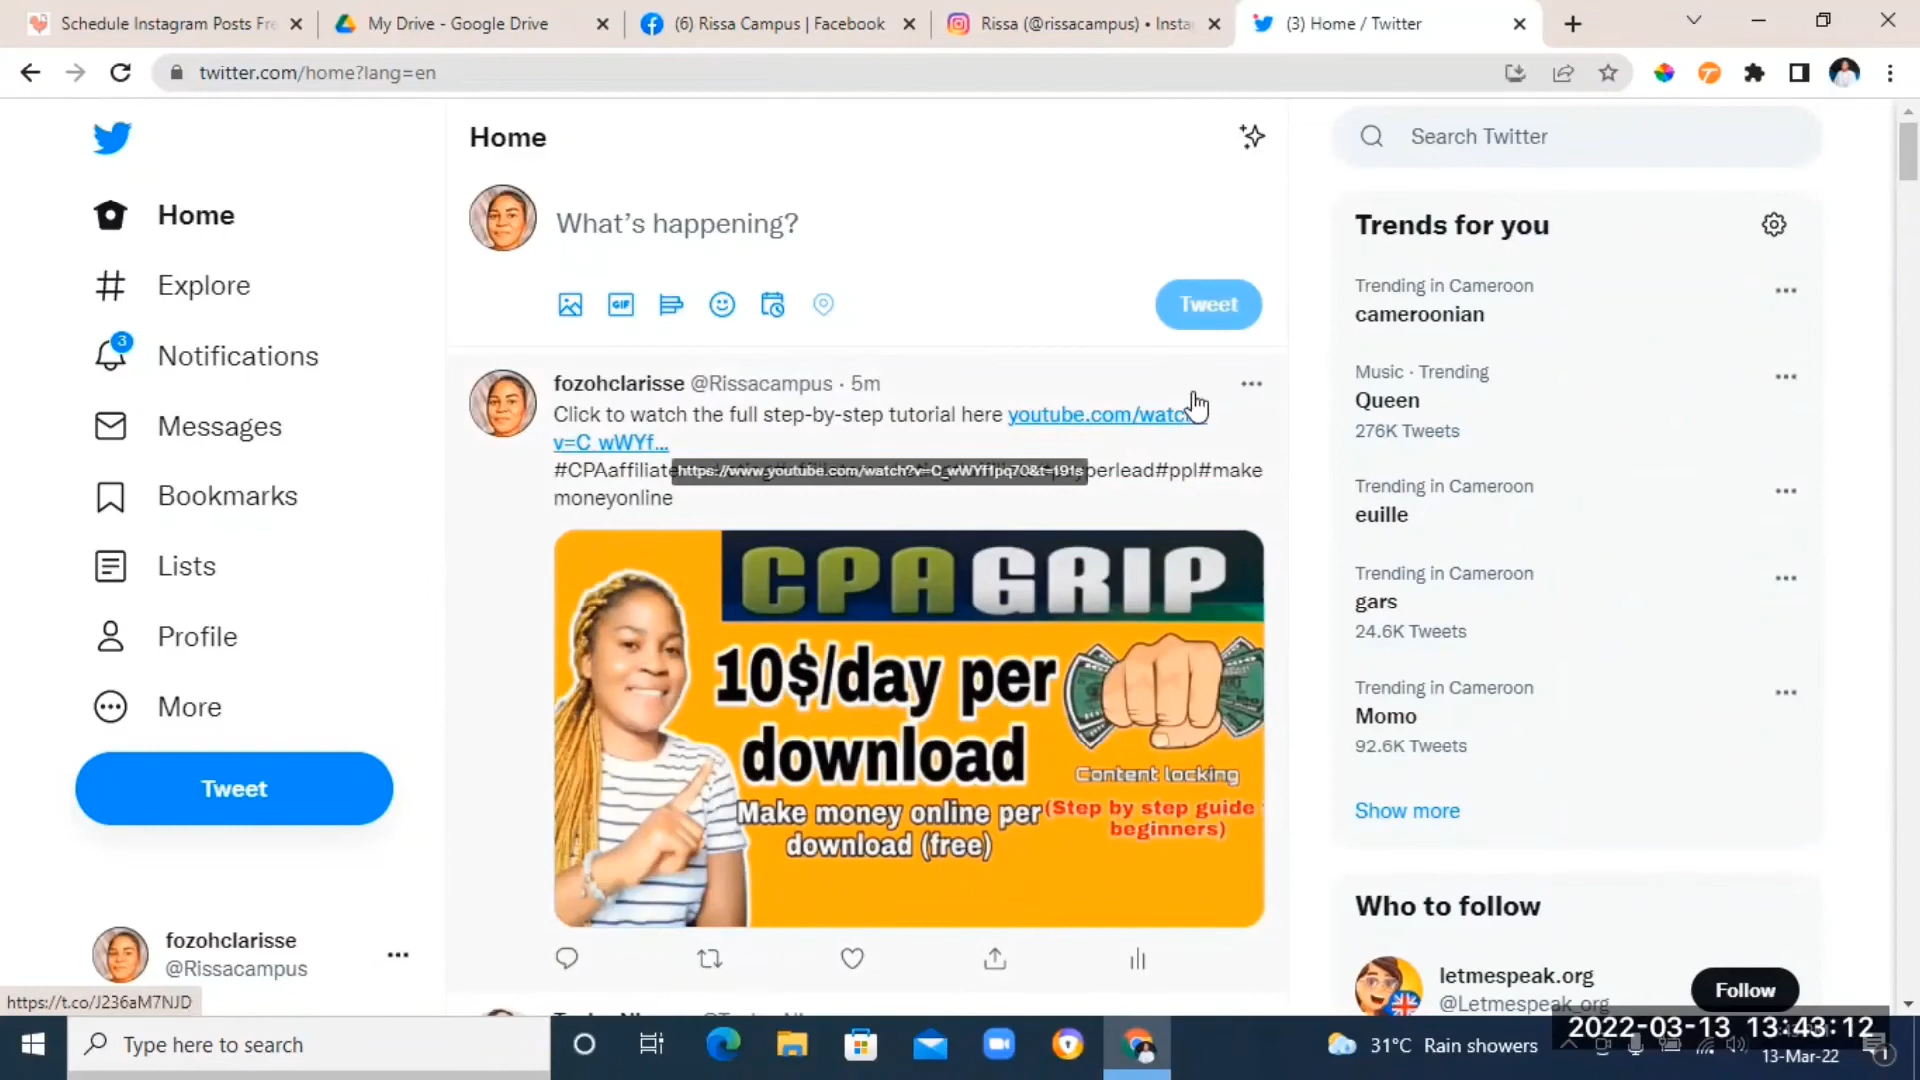 Schedule Instagram Posts Fre
My Drive - Google Drive
(6) Rissa Campus | Facebook
Rissa (@rissacampus) • Insta
(3) Home / Twitter
twitter.com/home?lang=en
Home
Explore
3
Notifications
Messages
Bookmarks
Lists
Profile
More
Tweet
fozohclarisse
@Rissacampus
https://t.co/J236aM7NJD
Home
What's happening?
GIF
Tweet
fozohclarisse @Rissacampus · 5m
Click to watch the full step-by-step tutorial here youtube.com/watc
v=C_wWYf...
https://www.youtube.com/watch?v=C_wWYf1pq70&t=191s
#CPAaffiliate perlead#ppl#make
moneyonline
CPAGRIP
10$/day per
download
Content locking
Make money online per
download (free)
(Step by step guide
beginners)
Search Twitter
Trends for you
Trending in Cameroon
cameroonian
Music · Trending
Queen
276K Tweets
Trending in Cameroon
euille
Trending in Cameroon
gars
24.6K Tweets
Trending in Cameroon
Momo
92.6K Tweets
Show more
Who to follow
letmespeak.org
@Letmespeak_org
Follow
Type here to search
31°C Rain showers
2022-03-13 13:43:12
13-Mar-22
1